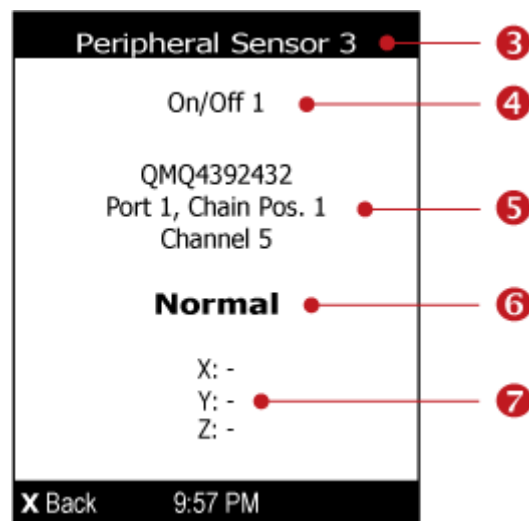 Peripheral Sensor 3
3
On/Off 1
4
QMQ4392432
Port 1, Chain Pos. 1
5
Channel 5
Normal
6
X: -
Y: -
7
Z: -
X Back 9:57 PM